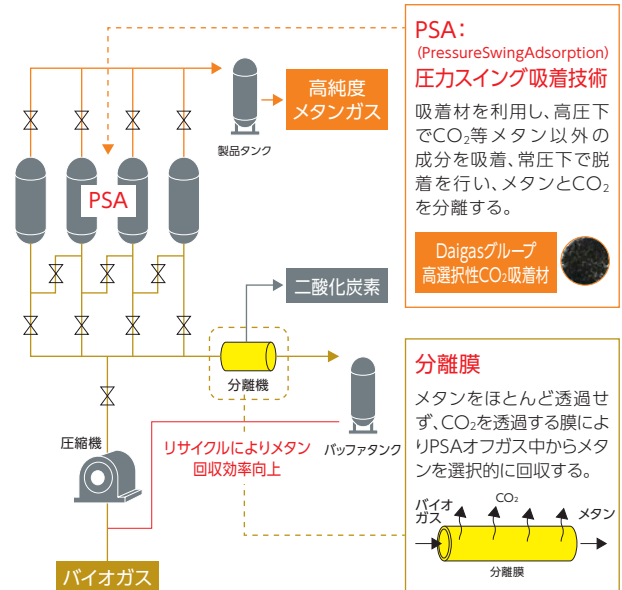 PSA：
(PressureSwingAdsorption)
圧力スイング吸着技術
吸着材を利用し、高圧下
でCO₂等メタン以外の
成分を吸着、常圧下で脱
着を行い、メタンとCO₂
を分離する。
Daigasグループ
高選択性CO₂吸着材
高純度
メタンガス
製品タンク
PSA
二酸化炭素
分離機
バッファタンク
圧縮機
リサイクルによりメタン
回収効率向上
バイオガス
分離膜
メタンをほとんど透過せ
ず、CO₂を透過する膜によ
りPSAオフガス中からメタ
ンを選択的に回収する。
バイオ
ガス
CO₂
メタン
分離膜